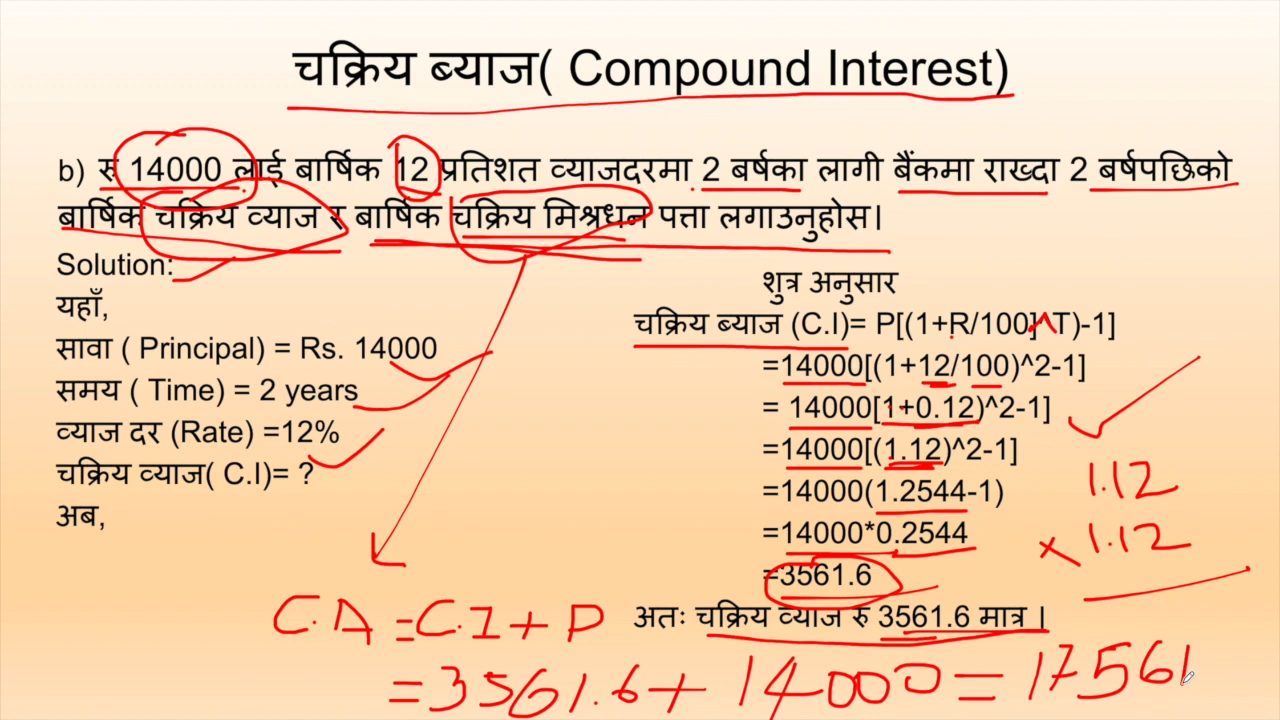 चक्रिय ब्याज( Compound Interest)
b) रु 14000 लाई बार्षिक 12 प्रतिशत व्याजदरमा 2 बर्षका लागी बैंकमा राख्दा 2 बर्षपछिको
बार्षिक चक्रिय व्याज र बार्षिक चक्रिय मिश्रधन पत्ता लगाउनुहोस।
Solution:
यहाँ,
सावा ( Principal) = Rs. 14000
समय ( Time) = 2 years
व्याज दर (Rate) =12%
चक्रिय व्याज( C.I)= ?
अब,
शुत्र अनुसार
चक्रिय ब्याज (C.I)= P[(1+R/100]^T)-1]
=14000[(1+12/100)^2-1]
= 14000[1+0.12)^2-1]
=14000[(1.12)^2-1]
=14000(1.2544-1)
=14000*0.2544
=3561.6
अतः चक्रिय ब्याज रु 3561.6 मात्र ।
1.12
× 1.12
C.A = C.I + P
= 3561.6 + 14000 = 17561